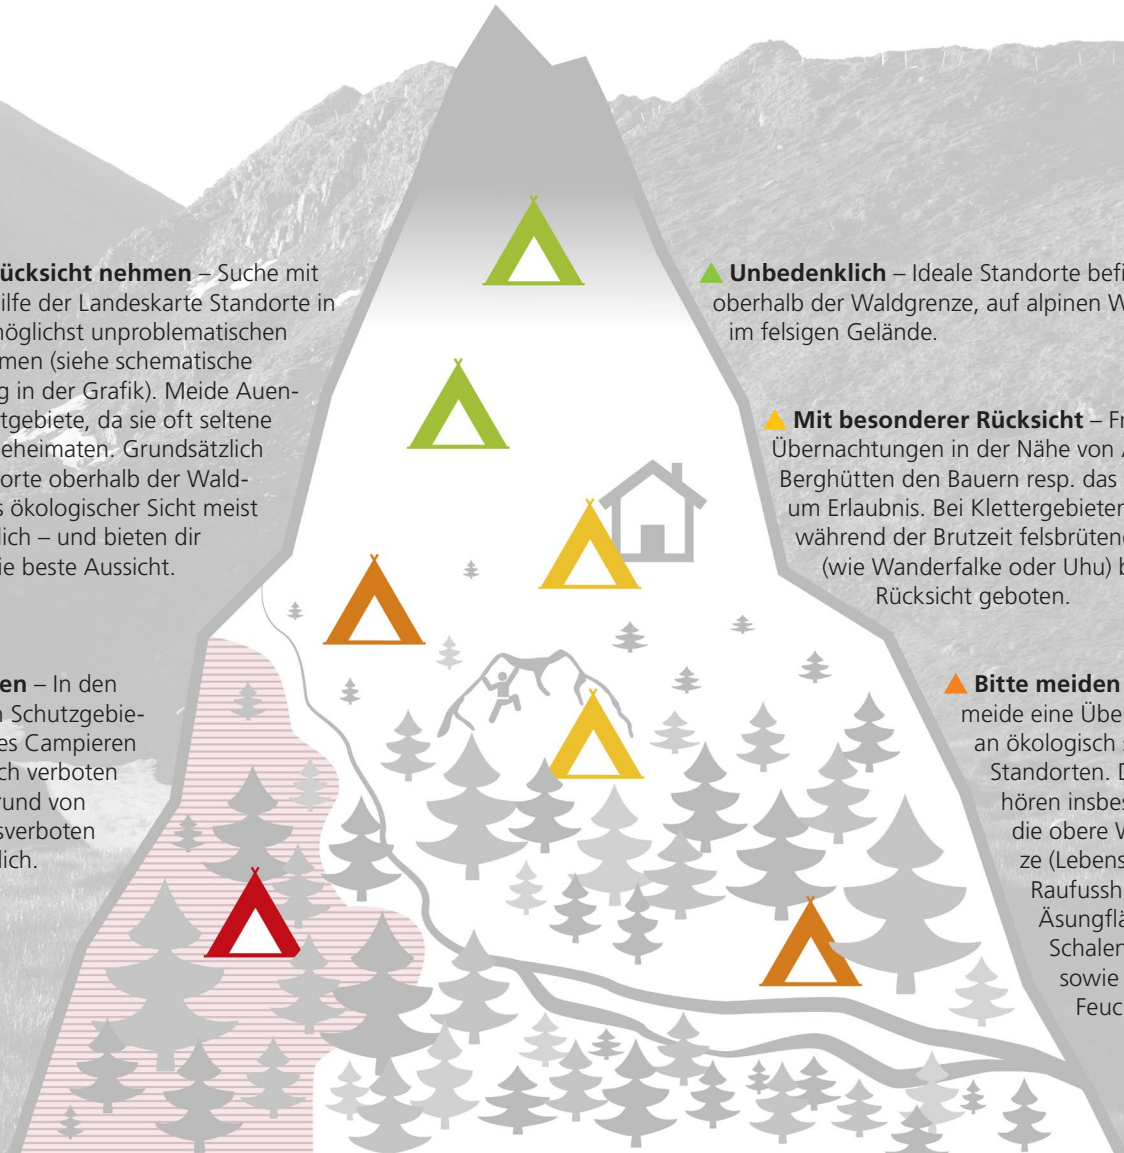 ücksicht nehmen – Suche mit
ilfe der Landeskarte Standorte in
möglichst unproblematischen
men (siehe schematische
g in der Grafik). Meide Auen-
tgebiete, da sie oft seltene
eheimaten. Grundsätzlich
orte oberhalb der Wald-
s ökologischer Sicht meist
lich – und bieten dir
ie beste Aussicht.
en – In den
n Schutzgebie-
es Campieren
ch verboten
rund von
sverboten
lich.
Unbedenklich – Ideale Standorte befi
oberhalb der Waldgrenze, auf alpinen W
im felsigen Gelände.
Mit besonderer Rücksicht – Fr
Übernachtungen in der Nähe von A
Berghütten den Bauern resp. das
um Erlaubnis. Bei Klettergebieten
während der Brutzeit felsbrütend
(wie Wanderfalke oder Uhu) b
Rücksicht geboten.
Bitte meiden
meide eine Übe
an ökologisch s
Standorten. D
hören insbes
die obere W
ze (Lebens
Raufussh
Äsungflä
Schalen
sowie
Feuc